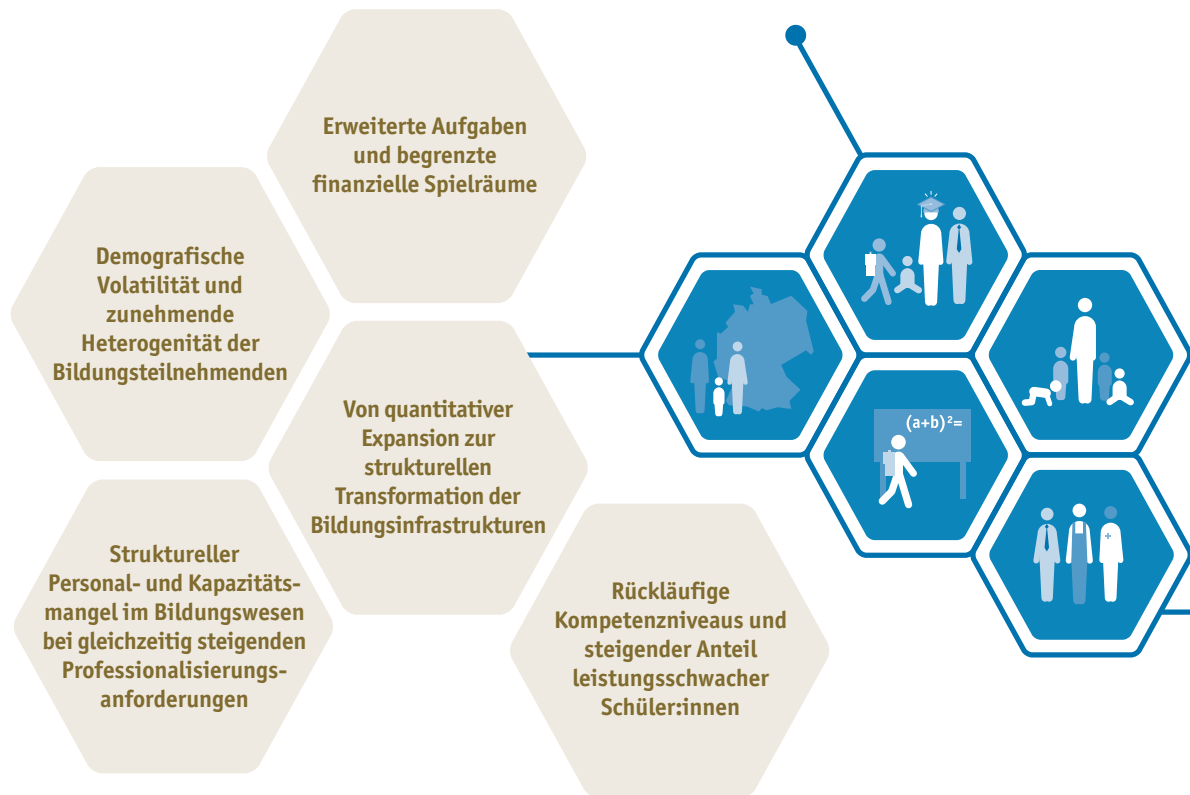 Erweiterte Aufgaben
und begrenzte
finanzielle Spielräume
Demografische
Volatilität und
zunehmende
Heterogenität der
Bildungsteilnehmenden
Von quantitativer
Expansion zur
strukturellen
Transformation der
Bildungsinfrastrukturen
Struktureller
Personal- und Kapazitäts-
mangel im Bildungswesen
bei gleichzeitig steigenden
Professionalisierungs-
anforderungen
Rückläufige
Kompetenzniveaus und
steigender Anteil
leistungsschwacher
Schüler:innen
(a+b)²=